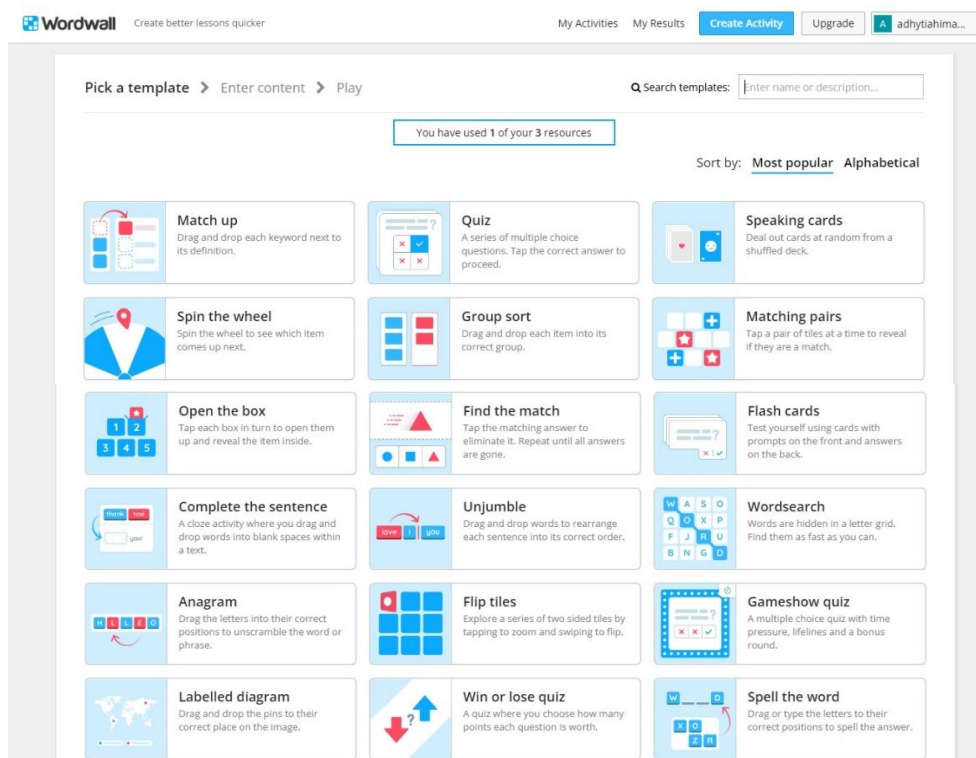 Wordwall Create better lessons quicker My Activities My Results Create Activity Upgrade A adhytiahima...
Pick a template > Enter content > Play Search templates: Enter name or description...
You have used 1 of your 3 resources
Sort by: Most popular Alphabetical
Match up
Drag and drop each keyword next to
its definition.
Quiz
A series of multiple choice
questions. Tap the correct answer to
proceed.
Speaking cards
Deal out cards at random from a
shuffled deck.
Spin the wheel
Spin the wheel to see which item
comes up next.
Group sort
Drag and drop each item into its
correct group.
Matching pairs
Tap a pair of tiles at a time to reveal
if they are a match.
1 2
3 4 5
Open the box
Tap each box in turn to open them
up and reveal the item inside.
Find the match
Tap the matching answer to
eliminate it. Repeat until all answers
are gone.
Flash cards
Test yourself using cards with
prompts on the front and answers
on the back.
thank
you!
Complete the sentence
A cloze activity where you drag and
drop words into blank spaces within
a text.
love I you
Unjumble
Drag and drop words to rearrange
each sentence into its correct order.
W A S O
Q O X P
F J R U
B N G D
Wordsearch
Words are hidden in a letter grid.
Find them as fast as you can.
H L L E O
Anagram
Drag the letters into their correct
positions to unscramble the word or
phrase.
Flip tiles
Explore a series of two sided tiles by
tapping to zoom and swiping to flip.
?
Gameshow quiz
A multiple choice quiz with time
pressure, lifelines and a bonus
round.
Labelled diagram
Drag and drop the pins to their
correct place on the image.
?
Win or lose quiz
A quiz where you choose how many
points each question is worth.
W _ _ O
X O
Z R
Spell the word
Drag or type the letters to their
correct positions to spell the answer.